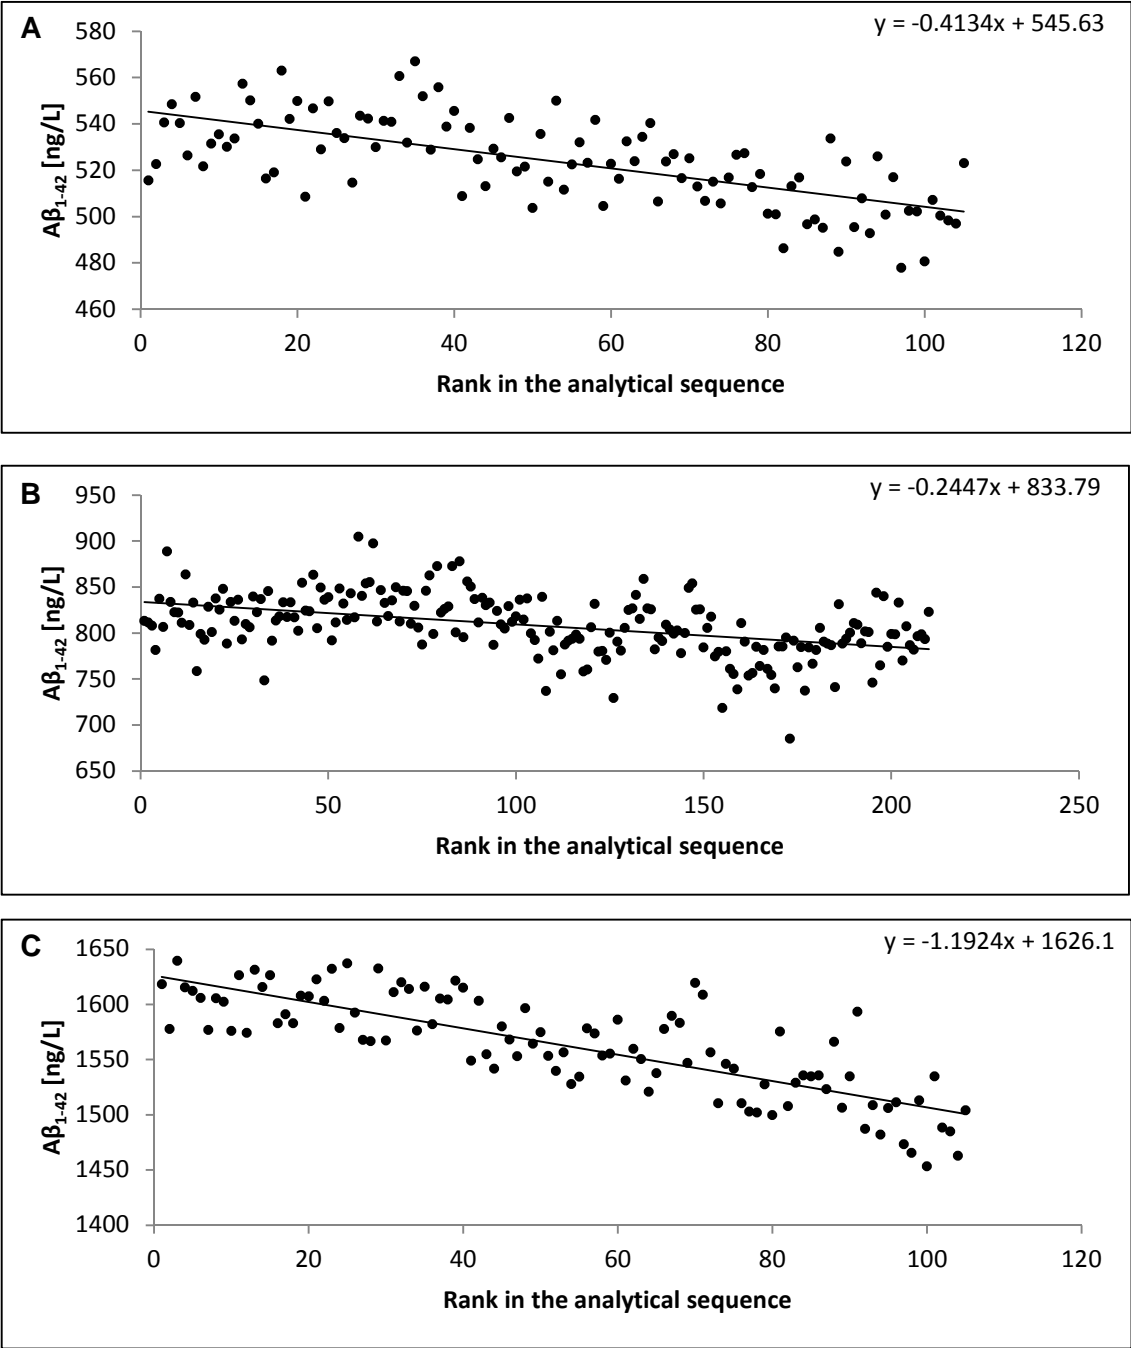 A
y = -0.4134x + 545.63
580
560
540
520
500
480
460
Aβ1-42 [ng/L]
0 20 40 60 80 100 120
Rank in the analytical sequence
B
y = -0.2447x + 833.79
950
900
850
800
750
700
650
Aβ1-42 [ng/L]
0 50 100 150 200 250
Rank in the analytical sequence
C
y = -1.1924x + 1626.1
1650
1600
1550
1500
1450
1400
Aβ1-42 [ng/L]
0 20 40 60 80 100 120
Rank in the analytical sequence